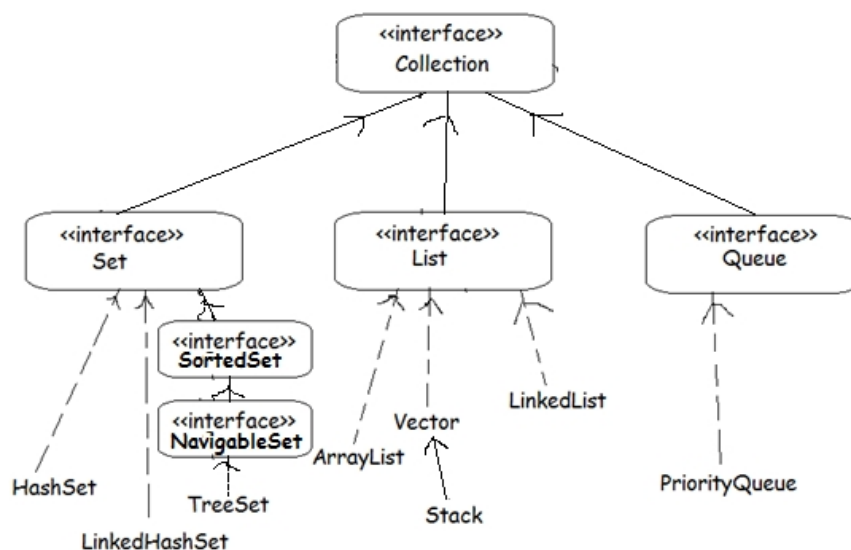 <<interface>>
Collection
<<interface>>
Set
<<interface>>
List
<<interface>>
Queue
<<interface>>
SortedSet
<<interface>>
NavigableSet
HashSet
LinkedHashSet
TreeSet
ArrayList
Vector
Stack
LinkedList
PriorityQueue